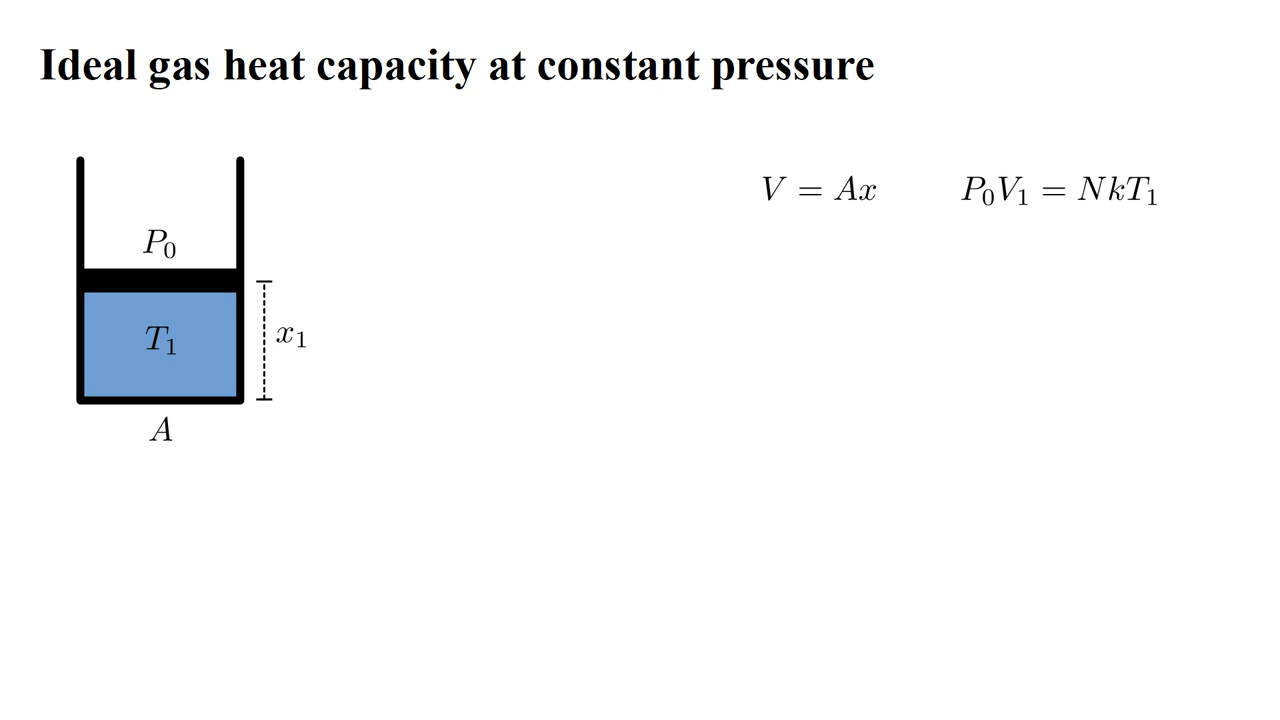 Ideal gas heat capacity at constant pressure
V = Ax P₀V₁ = NkT₁
P₀
T₁
x₁
A